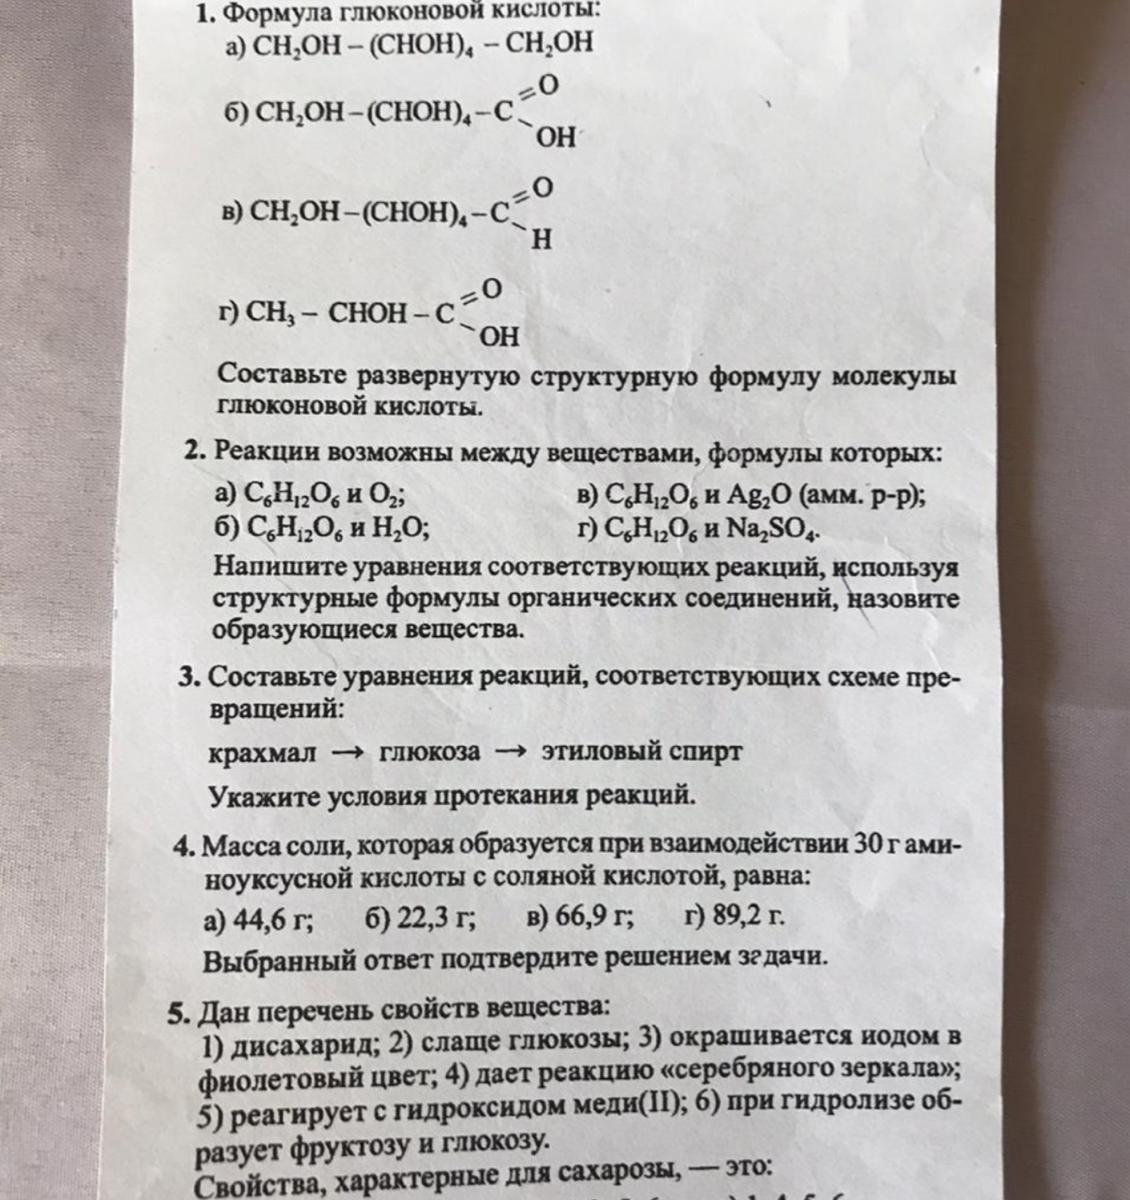 1. Формула глюконовой кислоты:
а) CH₂OH – (CHOH)₄ – CH₂OH
=O
б) CH₂OH – (CHOH)₄ – C
OH
=O
в) CH₂OH – (CHOH)₄ – C
H
=O
г) CH₃ – CHOH – C
OH
Составьте развернутую структурную формулу молекулы
глюконовой кислоты.
2. Реакции возможны между веществами, формулы которых:
а) C₆H₁₂O₆ и O₂; в) C₆H₁₂O₆ и Ag₂O (амм. р-р);
б) C₆H₁₂O₆ и H₂O; г) C₆H₁₂O₆ и Na₂SO₄.
Напишите уравнения соответствующих реакций, используя
структурные формулы органических соединений, назовите
образующиеся вещества.
3. Составьте уравнения реакций, соответствующих схеме пре-
вращений:
крахмал → глюкоза → этиловый спирт
Укажите условия протекания реакций.
4. Масса соли, которая образуется при взаимодействии 30 г ами-
ноуксусной кислоты с соляной кислотой, равна:
а) 44,6 г; б) 22,3 г; в) 66,9 г; г) 89,2 г.
Выбранный ответ подтвердите решением задачи.
5. Дан перечень свойств вещества:
1) дисахарид; 2) слаще глюкозы; 3) окрашивается иодом в
фиолетовый цвет; 4) дает реакцию «серебряного зеркала»;
5) реагирует с гидроксидом меди(II); 6) при гидролизе об-
разует фруктозу и глюкозу.
Свойства, характерные для сахарозы, — это: